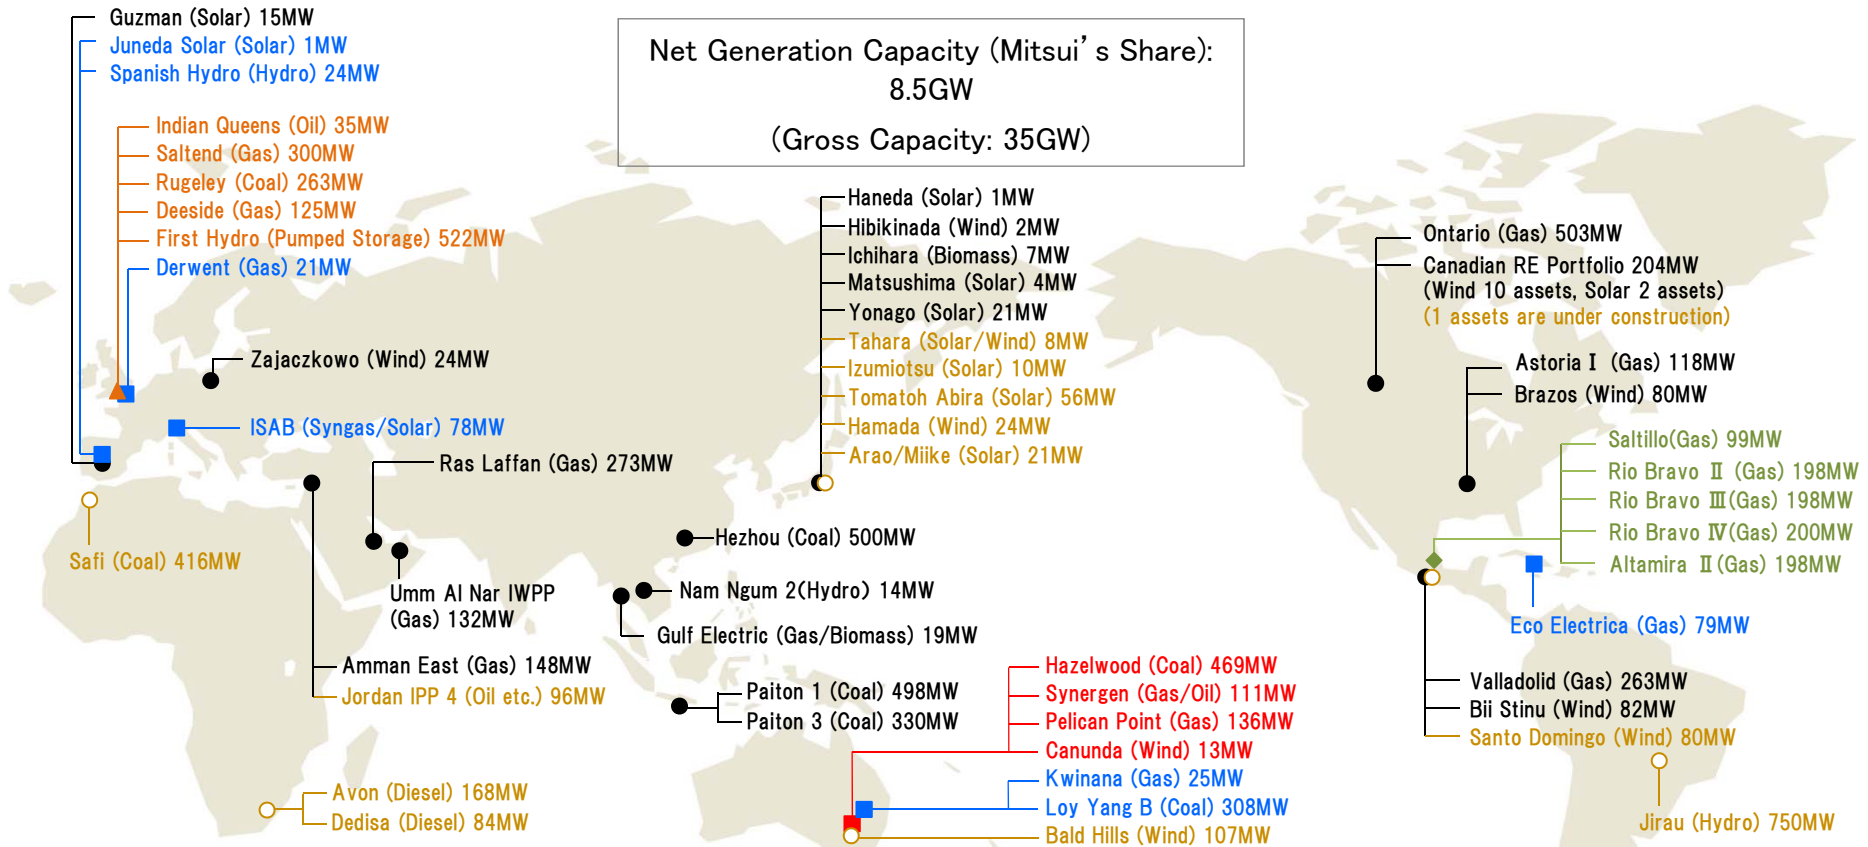 Guzman (Solar) 15MW
Juneda Solar (Solar) 1MW
Spanish Hydro (Hydro) 24MW
Net Generation Capacity (Mitsui's Share):
8.5GW
(Gross Capacity: 35GW)
Indian Queens (Oil) 35MW
Saltend (Gas) 300MW
Rugeley (Coal) 263MW
Deeside (Gas) 125MW
First Hydro (Pumped Storage) 522MW
Derwent (Gas) 21MW
Zajaczkowo (Wind) 24MW
ISAB (Syngas/Solar) 78MW
Ras Laffan (Gas) 273MW
Safi (Coal) 416MW
Umm Al Nar IWPP
(Gas) 132MW
Amman East (Gas) 148MW
Jordan IPP 4 (Oil etc.) 96MW
Avon (Diesel) 168MW
Dedisa (Diesel) 84MW
Haneda (Solar) 1MW
Hibikinada (Wind) 2MW
Ichihara (Biomass) 7MW
Matsushima (Solar) 4MW
Yonago (Solar) 21MW
Tahara (Solar/Wind) 8MW
Izumiotsu (Solar) 10MW
Tomatoh Abira (Solar) 56MW
Hamada (Wind) 24MW
Arao/Miike (Solar) 21MW
Hezhou (Coal) 500MW
Nam Ngum 2(Hydro) 14MW
Gulf Electric (Gas/Biomass) 19MW
Paiton 1 (Coal) 498MW
Paiton 3 (Coal) 330MW
Hazelwood (Coal) 469MW
Synergen (Gas/Oil) 111MW
Pelican Point (Gas) 136MW
Canunda (Wind) 13MW
Kwinana (Gas) 25MW
Loy Yang B (Coal) 308MW
Bald Hills (Wind) 107MW
Ontario (Gas) 503MW
Canadian RE Portfolio 204MW
(Wind 10 assets, Solar 2 assets)
(1 assets are under construction)
Astoria Ⅰ (Gas) 118MW
Brazos (Wind) 80MW
Saltillo(Gas) 99MW
Rio Bravo Ⅱ (Gas) 198MW
Rio Bravo Ⅲ(Gas) 198MW
Rio Bravo Ⅳ(Gas) 200MW
Altamira Ⅱ(Gas) 198MW
Eco Electrica (Gas) 79MW
Valladolid (Gas) 263MW
Bii Stinu (Wind) 82MW
Santo Domingo (Wind) 80MW
Jirau (Hydro) 750MW